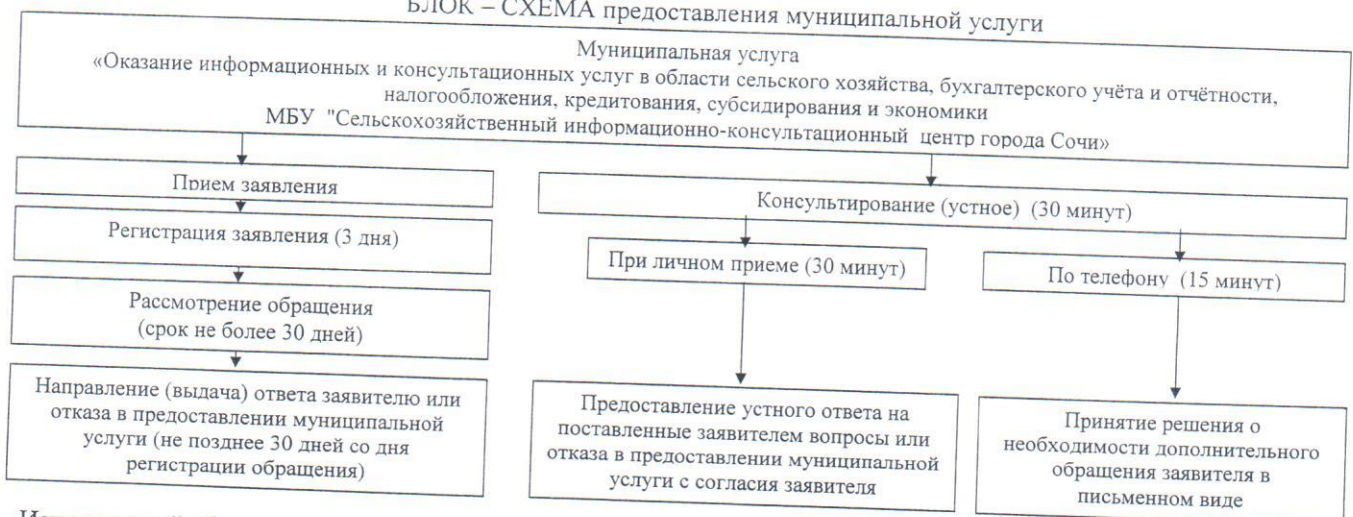 БЛОК – СХЕМА предоставления муниципальной услуги
Муниципальная услуга
«Оказание информационных и консультационных услуг в области сельского хозяйства, бухгалтерского учёта и отчётности,
налогообложения, кредитования, субсидирования и экономики
МБУ "Сельскохозяйственный информационно-консультационный центр города Сочи»
Прием заявления
Регистрация заявления (3 дня)
Рассмотрение обращения
(срок не более 30 дней)
Направление (выдача) ответа заявителю или
отказа в предоставлении муниципальной
услуги (не позднее 30 дней со дня
регистрации обращения)
Консультирование (устное) (30 минут)
При личном приеме (30 минут)
Предоставление устного ответа на
поставленные заявителем вопросы или
отказа в предоставлении муниципальной
услуги с согласия заявителя
По телефону (15 минут)
Принятие решения о
необходимости дополнительного
обращения заявителя в
письменном виде